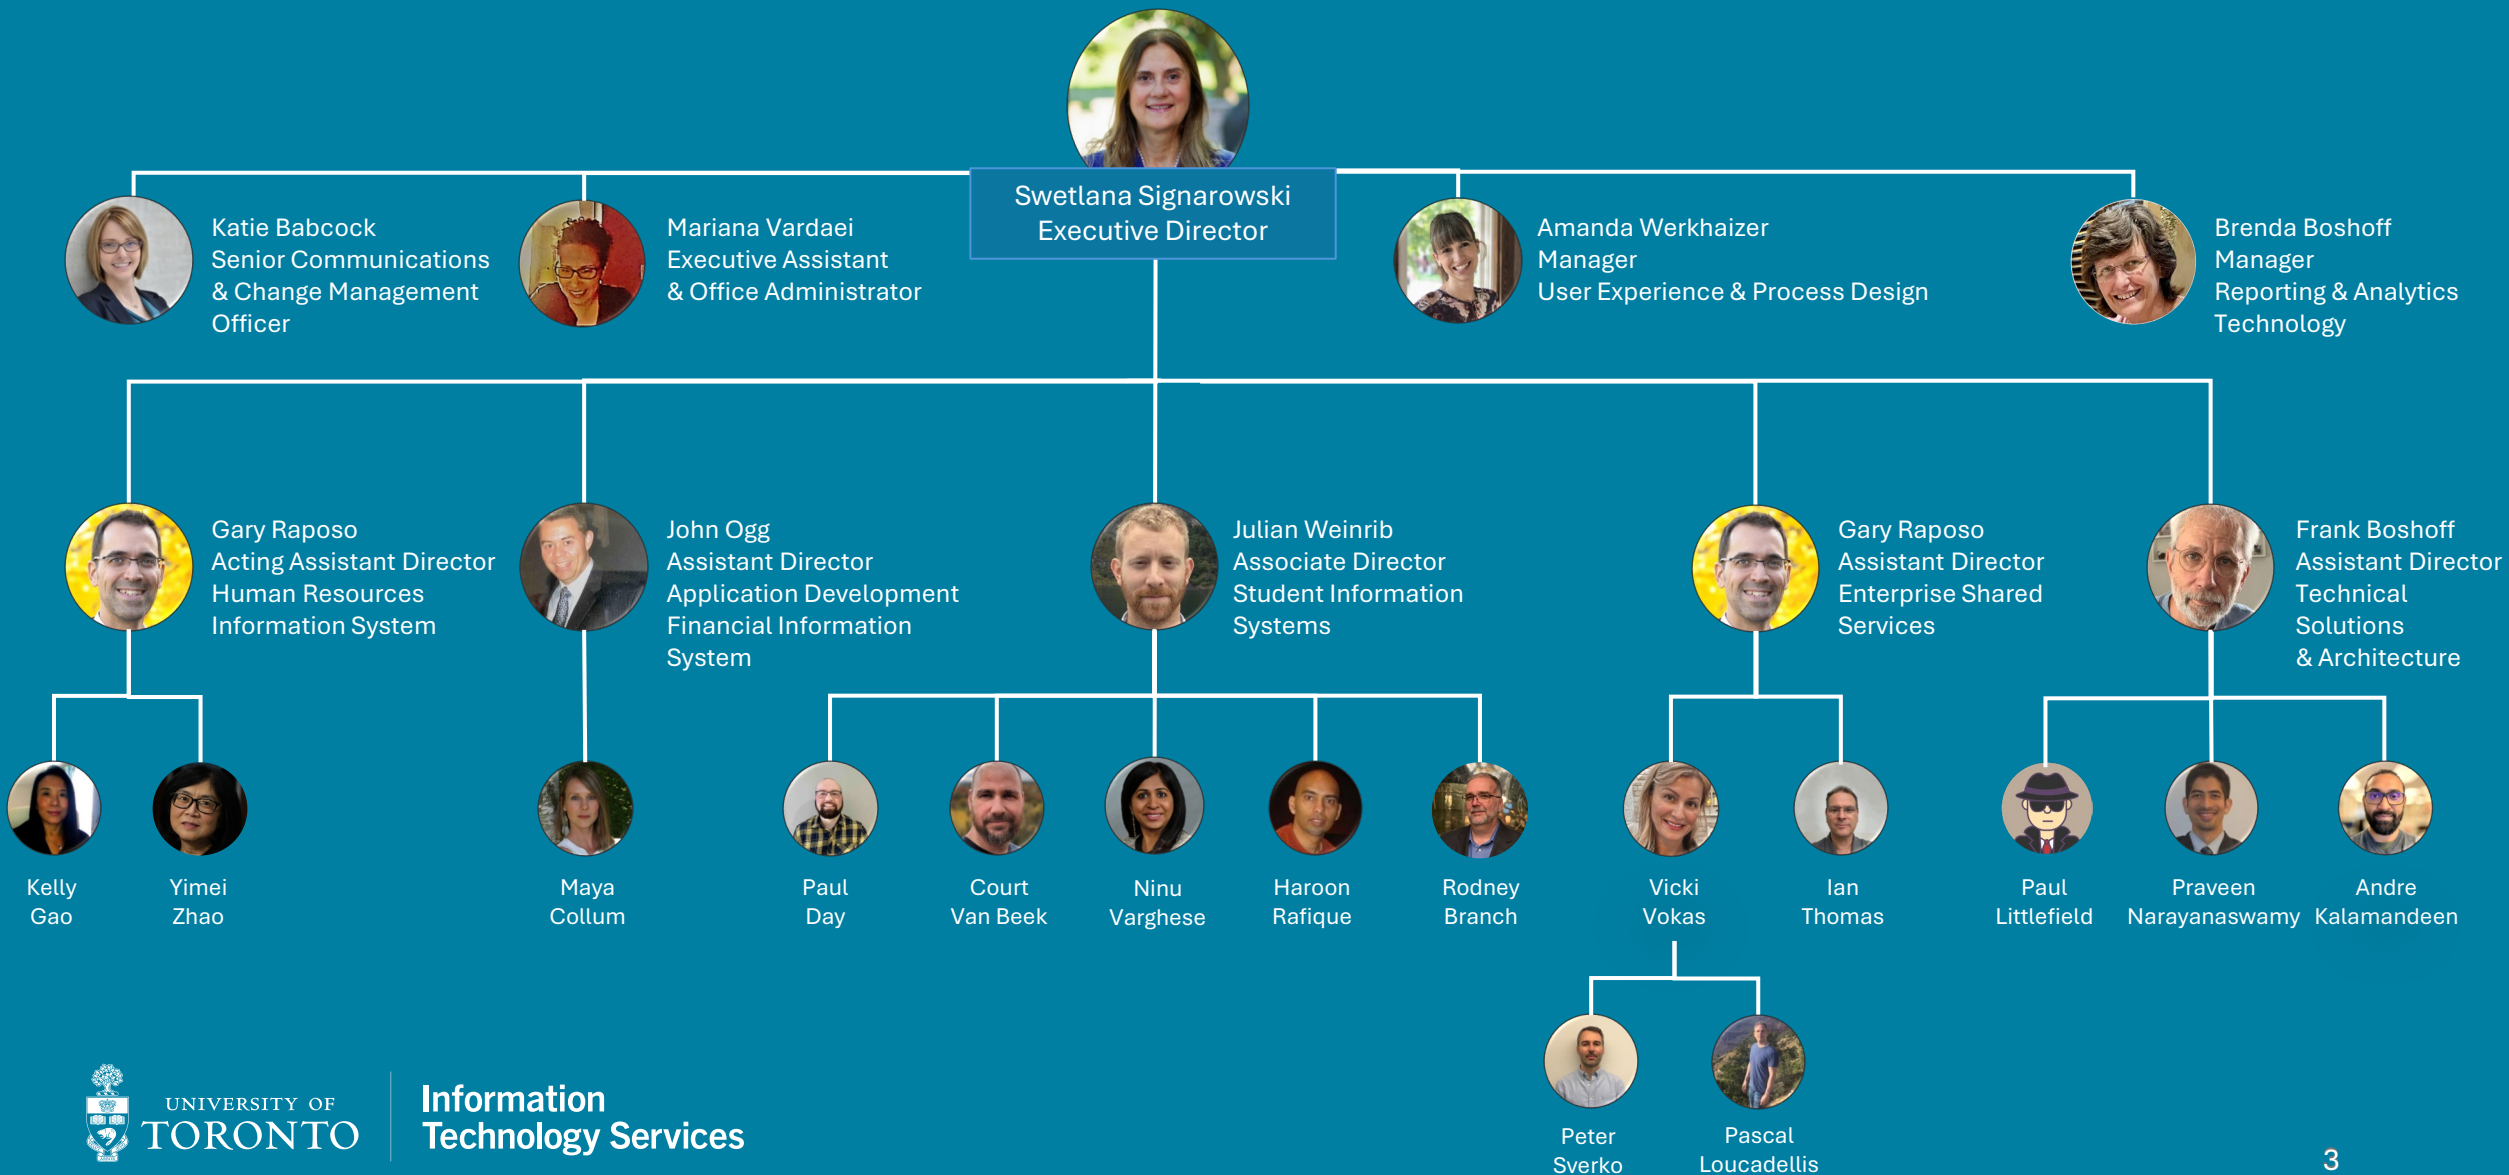 Swetlana Signarowski
Executive Director
Katie Babcock
Senior Communications
& Change Management
Officer
Mariana Vardaei
Executive Assistant
& Office Administrator
Amanda Werkhaizer
Manager
User Experience & Process Design
Brenda Boshoff
Manager
Reporting & Analytics
Technology
Gary Raposo
Acting Assistant Director
Human Resources
Information System
John Ogg
Assistant Director
Application Development
Financial Information
System
Julian Weinrib
Associate Director
Student Information
Systems
Gary Raposo
Assistant Director
Enterprise Shared
Services
Frank Boshoff
Assistant Director
Technical
Solutions
& Architecture
Kelly
Gao
Yimei
Zhao
Maya
Collum
Paul
Day
Court
Van Beek
Ninu
Varghese
Haroon
Rafique
Rodney
Branch
Vicki
Vokas
Ian
Thomas
Paul
Littlefield
Praveen
Narayanaswamy
Andre
Kalamandeen
Peter
Sverko
Pascal
Loucadellis
UNIVERSITY OF
TORONTO
Information
Technology Services
3